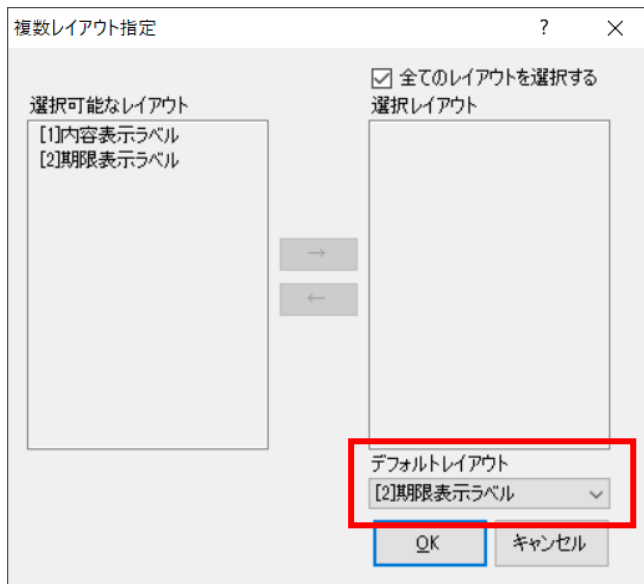 複数レイアウト指定
全てのレイアウトを選択する
選択可能なレイアウト
選択レイアウト
[1]内容表示ラベル
[2]期限表示ラベル
→
←
デフォルトレイアウト
[2]期限表示ラベル
OK
キャンセル